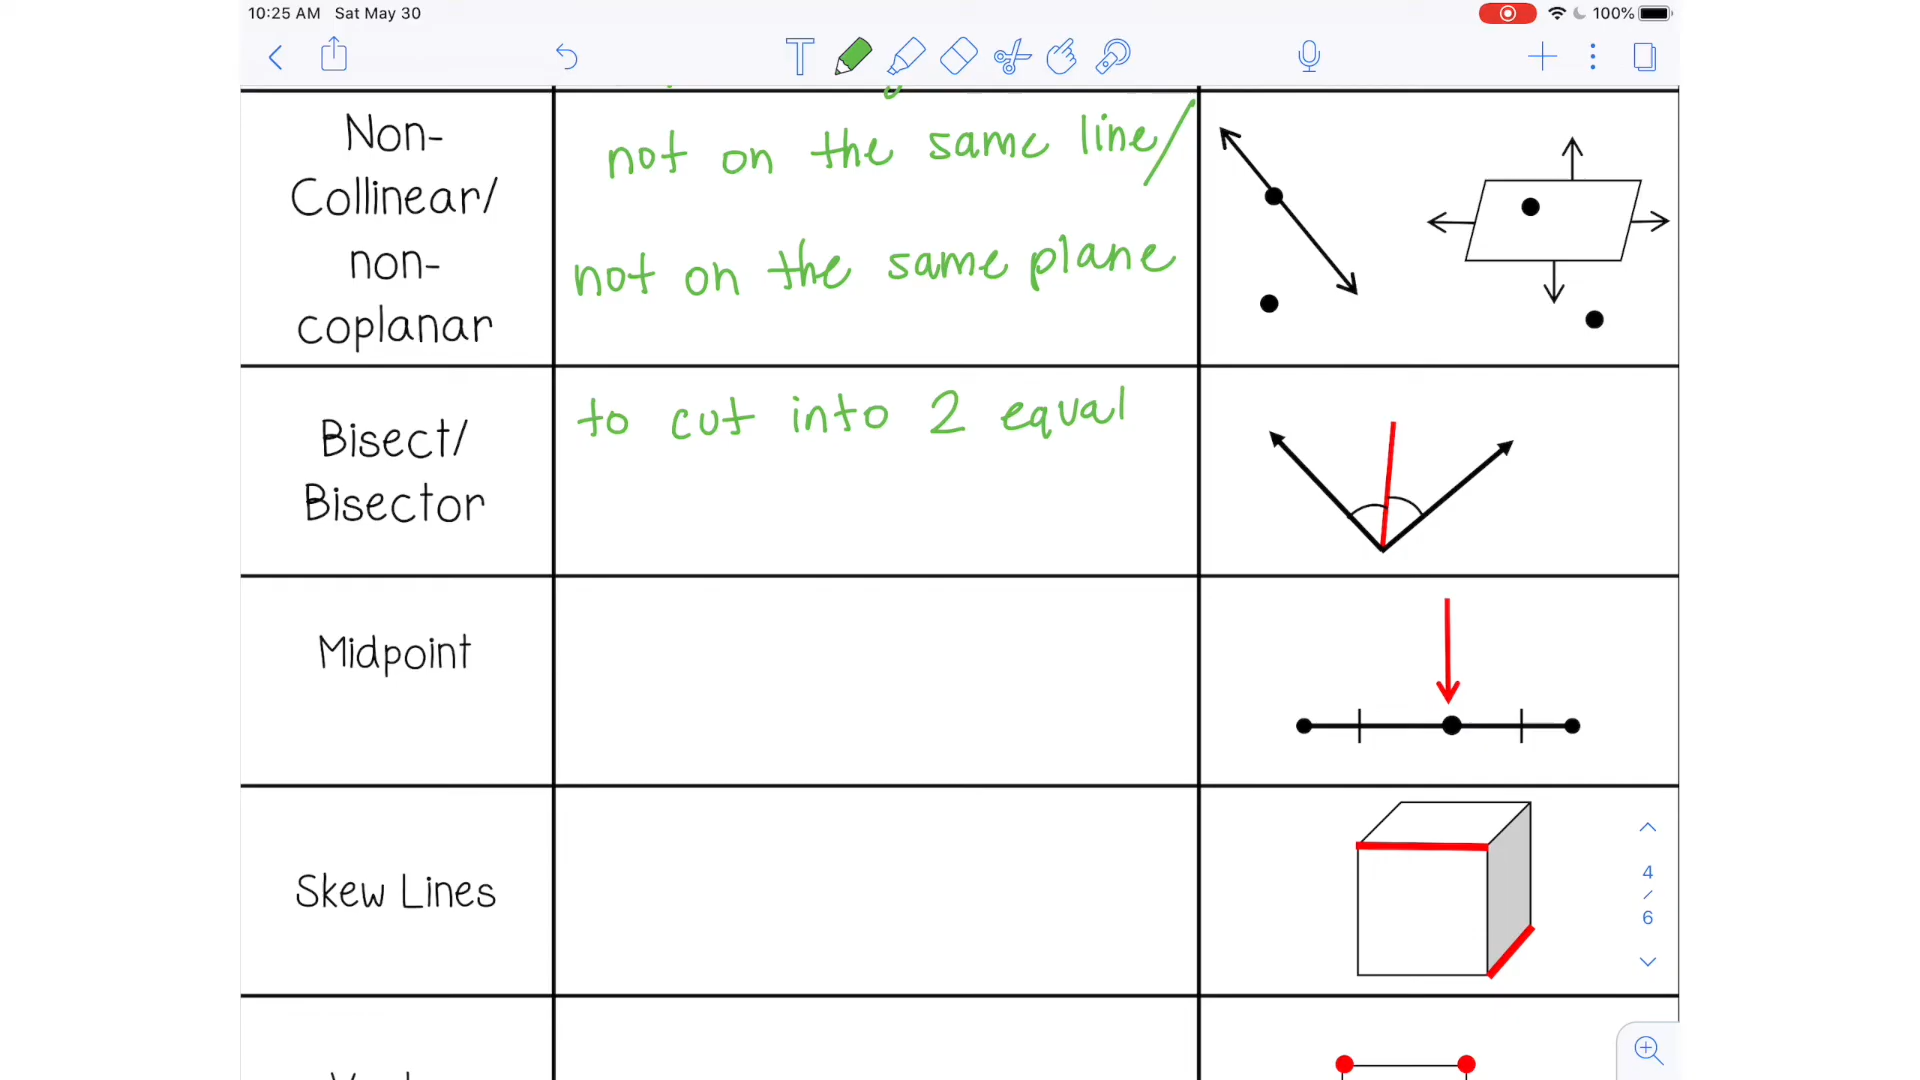 10:25 AM Sat May 30
100%
T
Non-
Collinear/
non-
coplanar
not on the same line/
not on the same plane
Bisect/
Bisector
to cut into 2 equal
Midpoint
Skew Lines
4
/
6